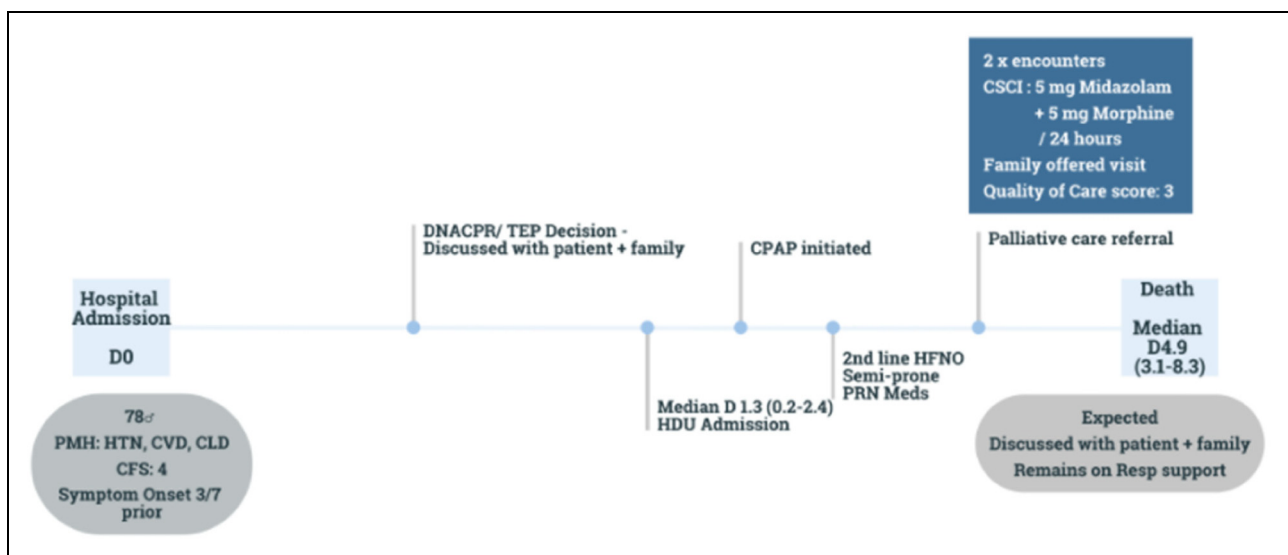 2 x encounters
CSCI : 5 mg Midazolam
+ 5 mg Morphine
/ 24 hours
Family offered visit
Quality of Care score: 3
DNACPR/ TEP Decision -
Discussed with patient + family
CPAP initiated
Palliative care referral
Hospital
Admission
D0
Death
Median
D4.9
(3.1-8.3)
2nd line HFNO
Semi-prone
PRN Meds
Median D 1.3 (0.2-2.4)
HDU Admission
78♂
PMH: HTN, CVD, CLD
CFS: 4
Symptom Onset 3/7
prior
Expected
Discussed with patient + family
Remains on Resp support